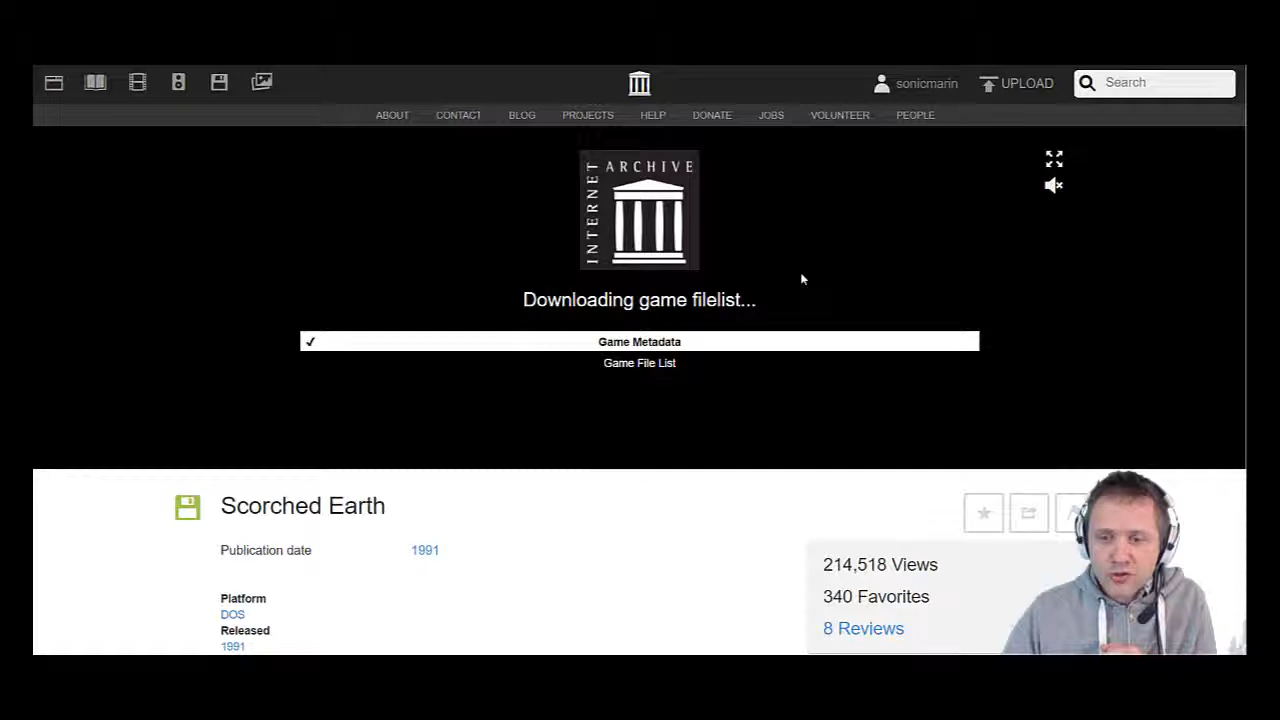 sonicmarin
UPLOAD
Search
ABOUT CONTACT BLOG PROJECTS HELP DONATE JOBS VOLUNTEER PEOPLE
INTERNET ARCHIVE
Downloading game filelist...
✔ Game Metadata
Game File List
Scorched Earth
Publication date 1991
Platform
DOS
Released
1991
214,518 Views
340 Favorites
8 Reviews